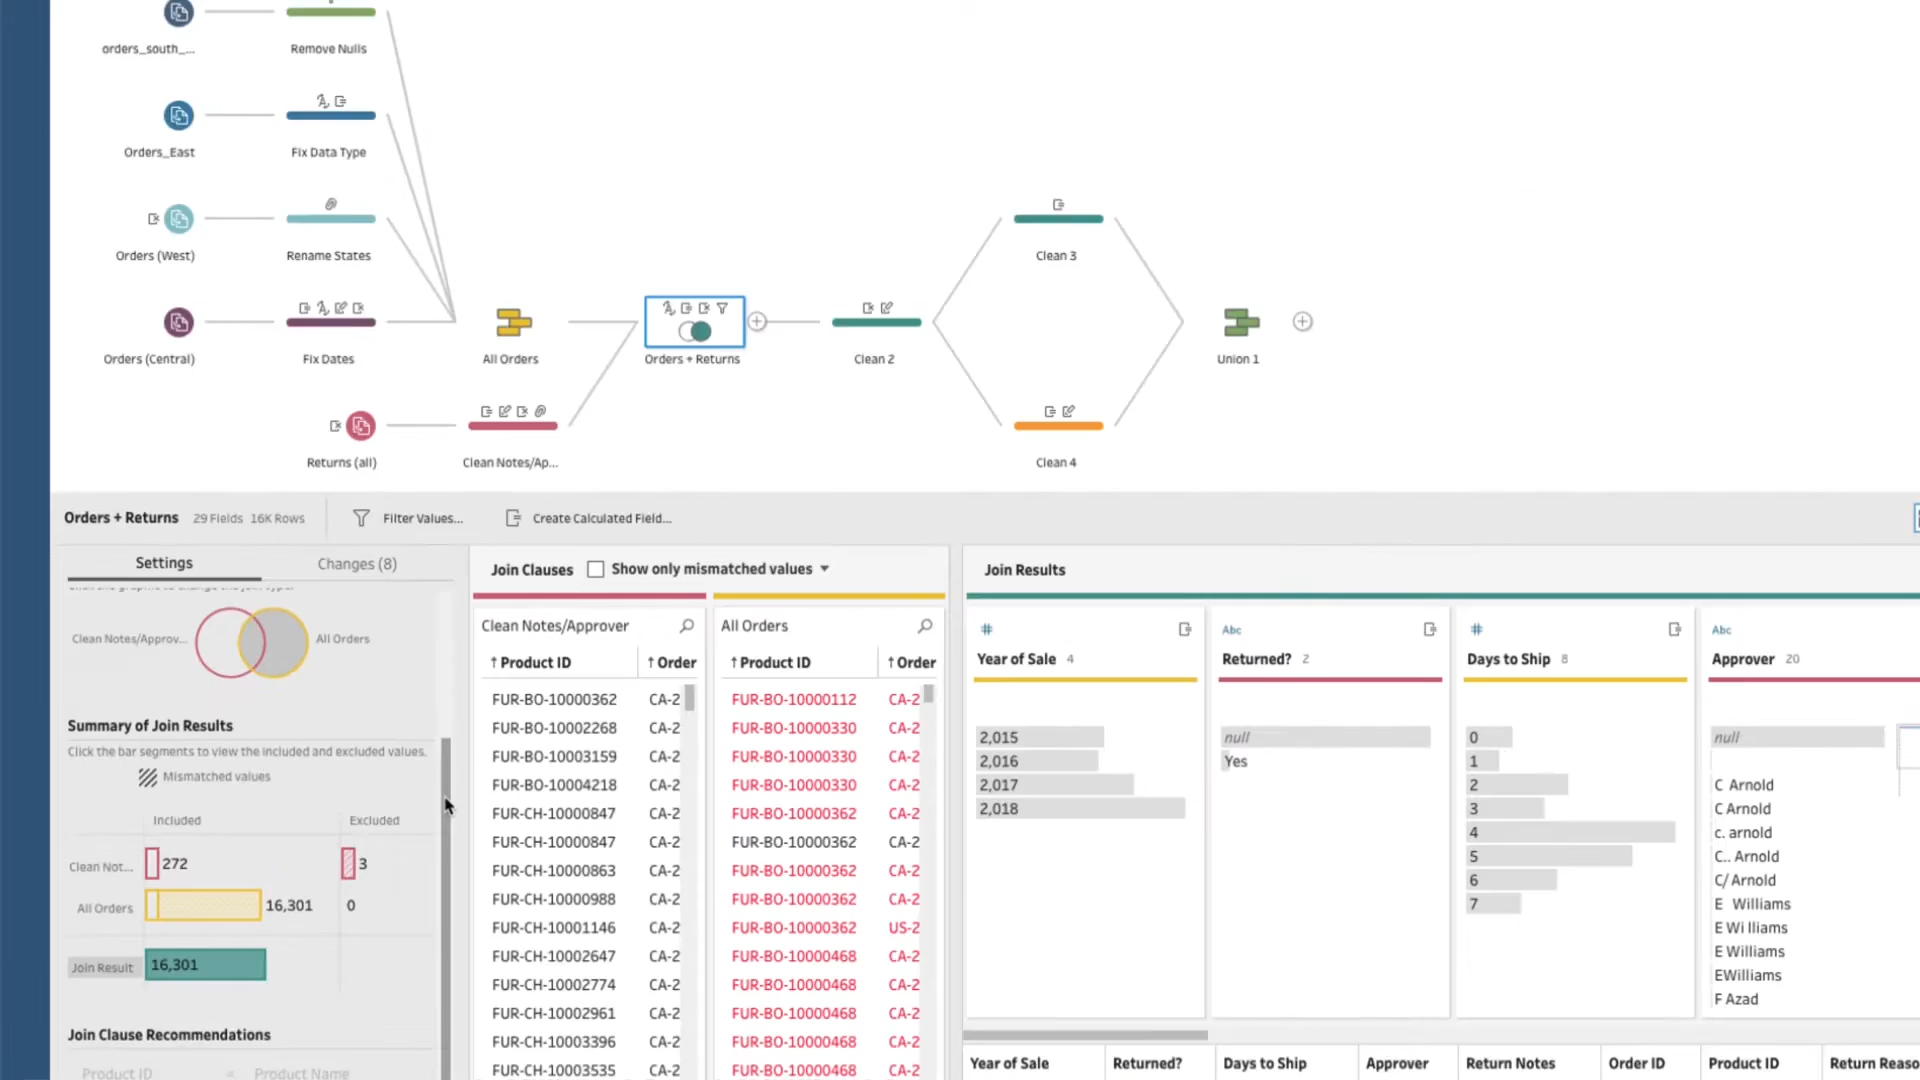 orders_south_...
Remove Nulls
Orders_East
Fix Data Type
Orders (West)
Rename States
Clean 3
Orders (Central)
Fix Dates
All Orders
Orders + Returns
Clean 2
Union 1
Returns (all)
Clean Notes/Ap...
Clean 4
Orders + Returns 29 Fields 16K Rows
Filter Values...
Create Calculated Field...
Settings
Changes (8)
Clean Notes/Approv...
All Orders
Summary of Join Results
Click the bar segments to view the included and excluded values.
Mismatched values
Included
Excluded
Clean Not...
272
3
All Orders
16,301
0
Join Result
16,301
Join Clause Recommendations
Product ID = Product Name
Join Clauses
Show only mismatched values
Clean Notes/Approver
Product ID
Order
FUR-BO-10000362 CA-2
FUR-BO-10002268 CA-2
FUR-BO-10003159 CA-2
FUR-BO-10004218 CA-2
FUR-CH-10000847 CA-2
FUR-CH-10000847 CA-2
FUR-CH-10000863 CA-2
FUR-CH-10000988 CA-2
FUR-CH-10001146 CA-2
FUR-CH-10002647 CA-2
FUR-CH-10002774 CA-2
FUR-CH-10002961 CA-2
FUR-CH-10003396 CA-2
FUR-CH-10003535 CA-2
All Orders
Product ID
Order
FUR-BO-10000112 CA-2
FUR-BO-10000330 CA-2
FUR-BO-10000330 CA-2
FUR-BO-10000330 CA-2
FUR-BO-10000362 CA-2
FUR-BO-10000362 CA-2
FUR-BO-10000362 CA-2
FUR-BO-10000362 CA-2
FUR-BO-10000362 US-2
FUR-BO-10000468 CA-2
FUR-BO-10000468 CA-2
FUR-BO-10000468 CA-2
FUR-BO-10000468 CA-2
FUR-BO-10000468 CA-2
Join Results
#
Year of Sale 4
2,015
2,016
2,017
2,018
Abc
Returned? 2
null
Yes
#
Days to Ship 8
0
1
2
3
4
5
6
7
Abc
Approver 20
null
C  Arnold
C Arnold
c. arnold
C.. Arnold
C/ Arnold
E   Williams
E Wi lliams
E Williams
EWilliams
F Azad
Year of Sale
Returned?
Days to Ship
Approver
Return Notes
Order ID
Product ID
Return Reaso